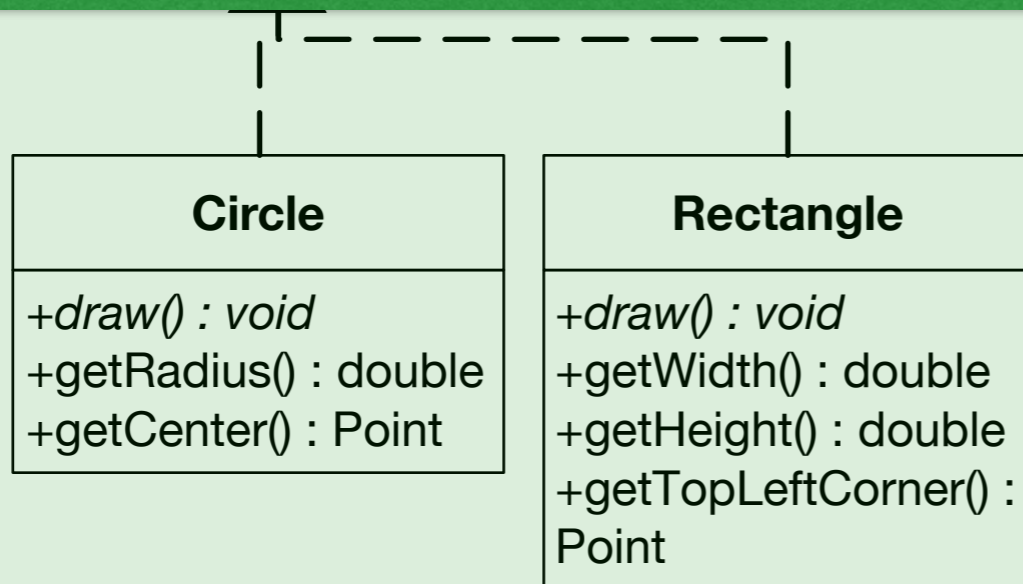 Circle
+draw() : void
+getRadius() : double
+getCenter() : Point
Rectangle
+draw() : void
+getWidth() : double
+getHeight() : double
+getTopLeftCorner() :
Point